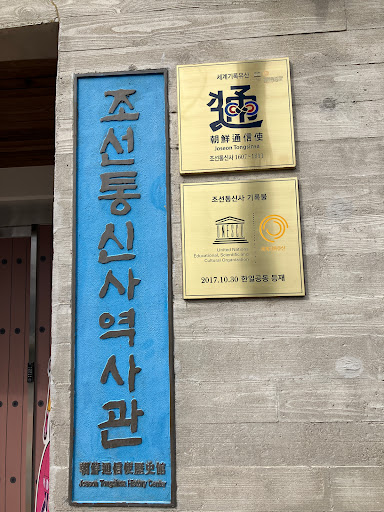 조선통신사역사관
朝鮮通信使歷史館
Joseon Tongsinsa History Center
세계기록유산
通
朝鮮通信使
Joseon Tongsinsa
조선통신사 1607~1811
조선통신사 기록물
UNESCO
United Nations
Educational, Scientific and
Cultural Organization
2017.10.30 한일공동 등재